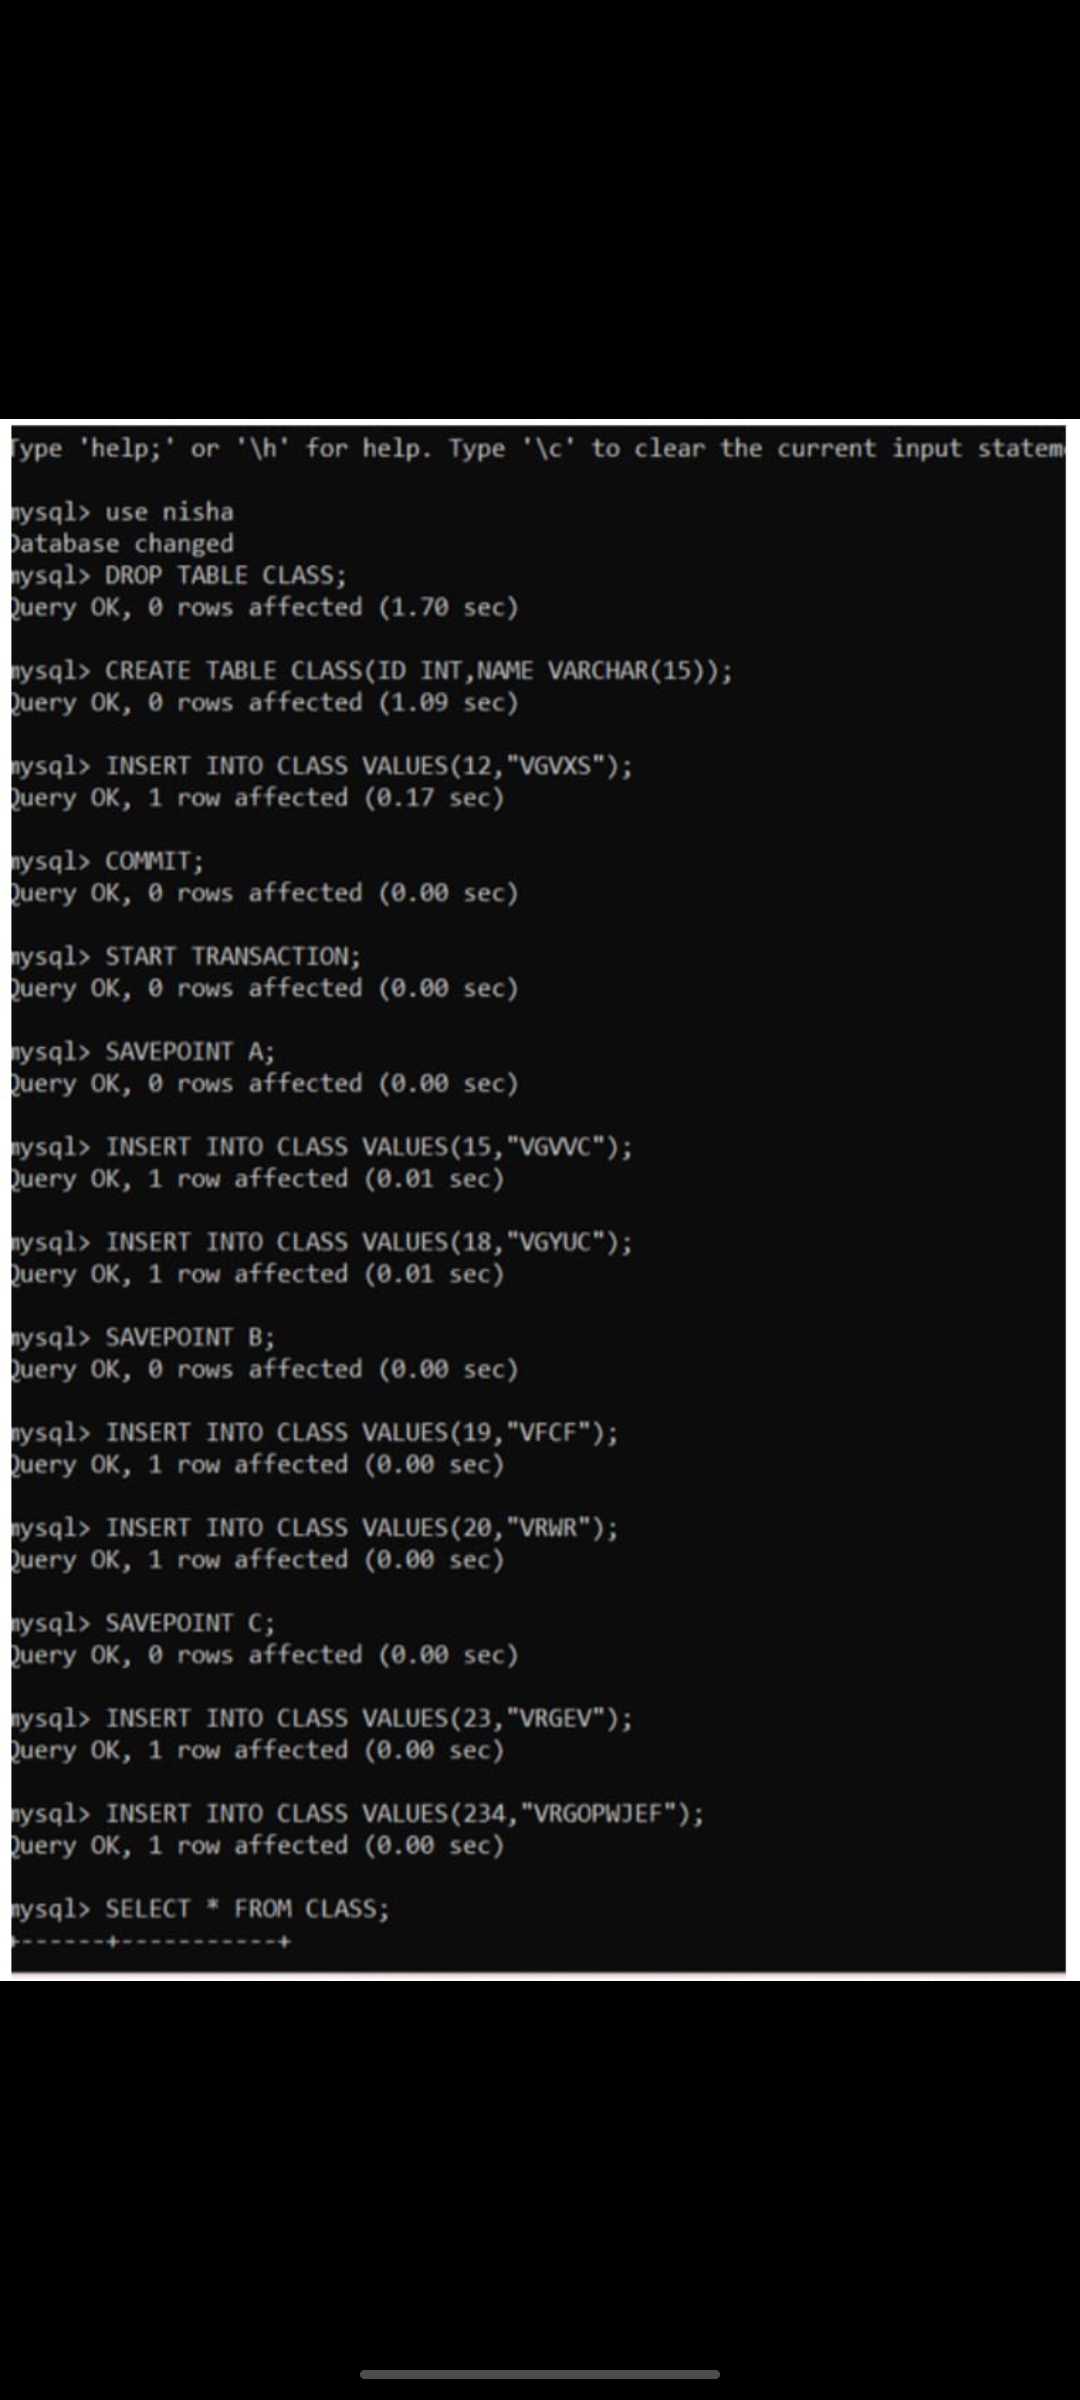 Type 'help;' or '\h' for help. Type '\c' to clear the current input statem
mysql> use nisha
Database changed
mysql> DROP TABLE CLASS;
Query OK, 0 rows affected (1.70 sec)
mysql> CREATE TABLE CLASS(ID INT,NAME VARCHAR(15));
Query OK, 0 rows affected (1.09 sec)
mysql> INSERT INTO CLASS VALUES(12,"VGVXS");
Query OK, 1 row affected (0.17 sec)
mysql> COMMIT;
Query OK, 0 rows affected (0.00 sec)
mysql> START TRANSACTION;
Query OK, 0 rows affected (0.00 sec)
mysql> SAVEPOINT A;
Query OK, 0 rows affected (0.00 sec)
mysql> INSERT INTO CLASS VALUES(15,"VGVVC");
Query OK, 1 row affected (0.01 sec)
mysql> INSERT INTO CLASS VALUES(18,"VGYUC");
Query OK, 1 row affected (0.01 sec)
mysql> SAVEPOINT B;
Query OK, 0 rows affected (0.00 sec)
mysql> INSERT INTO CLASS VALUES(19,"VFCF");
Query OK, 1 row affected (0.00 sec)
mysql> INSERT INTO CLASS VALUES(20,"VRWR");
Query OK, 1 row affected (0.00 sec)
mysql> SAVEPOINT C;
Query OK, 0 rows affected (0.00 sec)
mysql> INSERT INTO CLASS VALUES(23,"VRGEV");
Query OK, 1 row affected (0.00 sec)
mysql> INSERT INTO CLASS VALUES(234,"VRGOPWJEF");
Query OK, 1 row affected (0.00 sec)
mysql> SELECT * FROM CLASS;
+------+-----------+